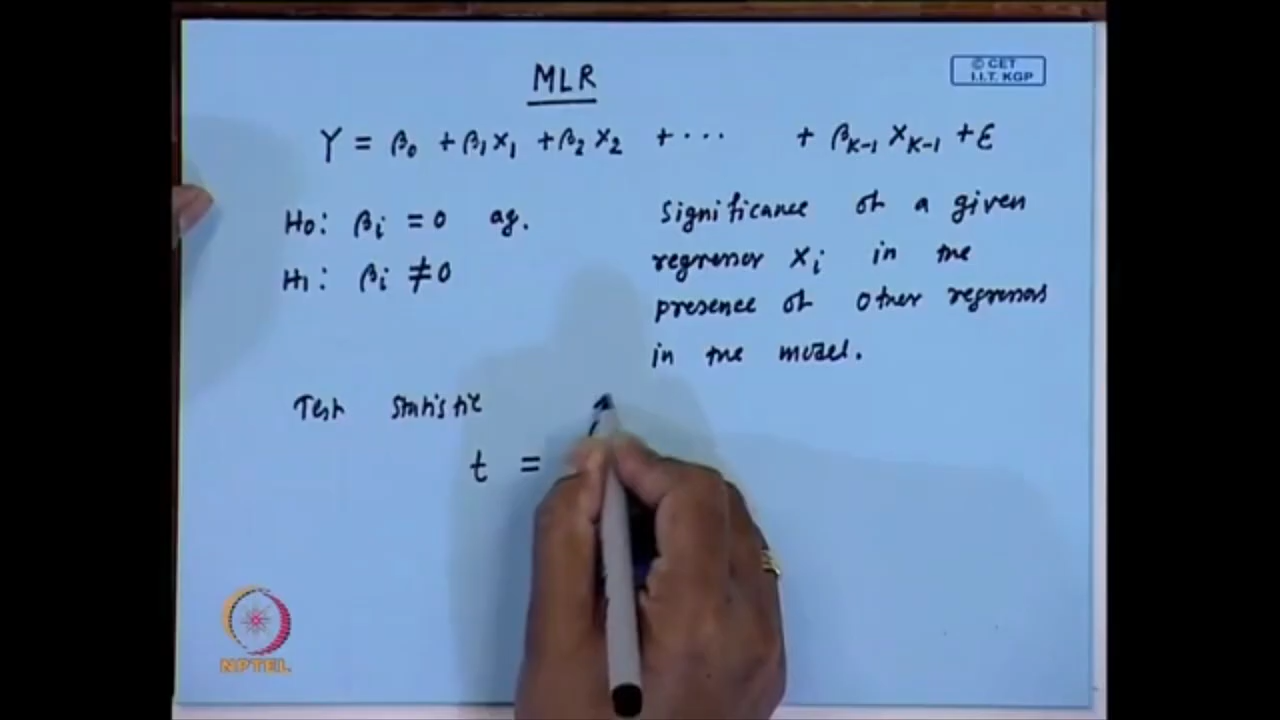 MLR
© CET
I.I.T. KGP
Y = β₀ + β₁X₁ + β₂X₂ + ··· + βK-1 XK-1 + ε
H₀: βi = 0 ag.
H₁: βi ≠ 0
Significance of a given
regressor Xi in the
presence of other regressors
in the model.
Test Statistic
t =
NPTEL